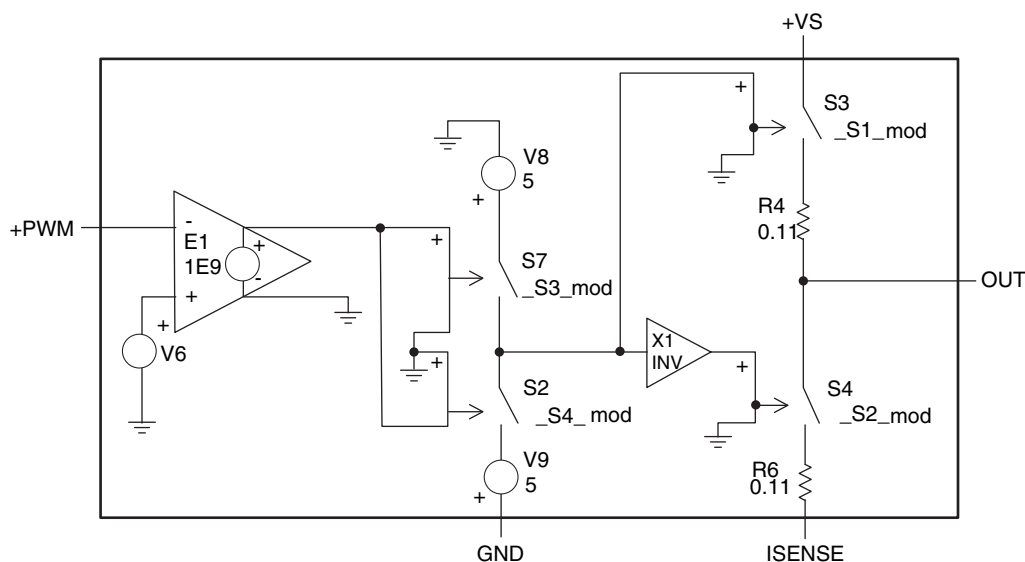 +VS
+
S3
_S1_mod
V8
5
+
R4
0.11
+PWM
-
E1
1E9
+
-
+
+
V6
+
S7
_S3_mod
OUT
+
X1
INV
+
S2
_S4_ mod
S4
_S2_mod
V9
5
+
R6
0.11
GND
ISENSE